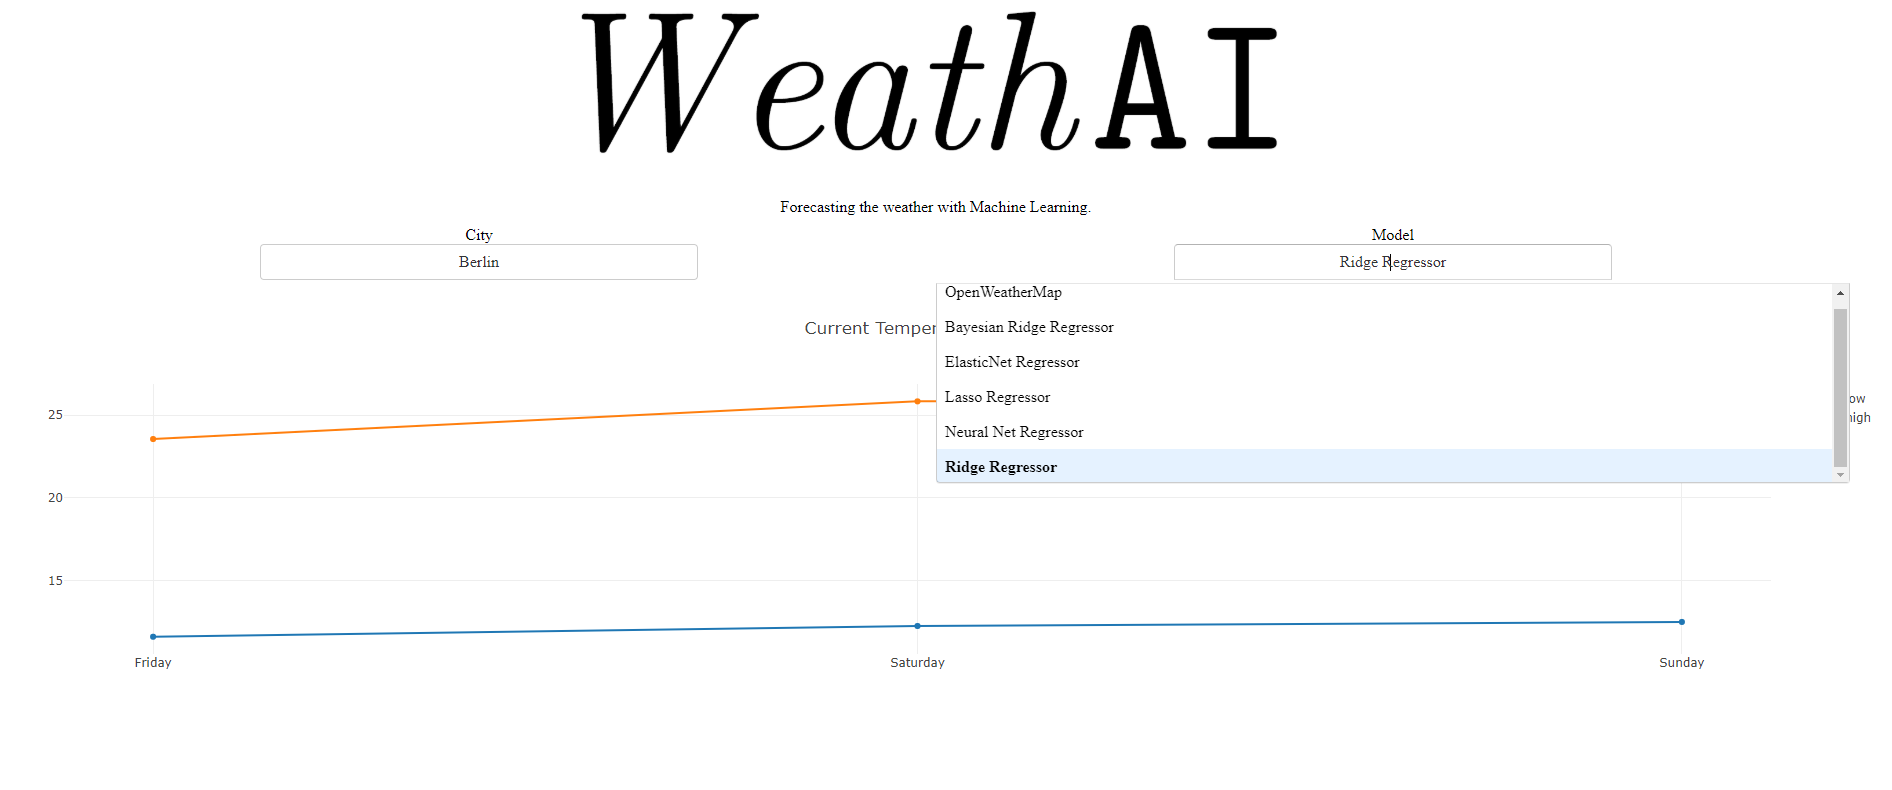 WeathAI
Forecasting the weather with Machine Learning.
City
Model
Berlin
Ridge Regressor
OpenWeatherMap
Current Temper
Bayesian Ridge Regressor
ElasticNet Regressor
Lasso Regressor
Neural Net Regressor
Ridge Regressor
ow
high
25
20
15
Friday
Saturday
Sunday